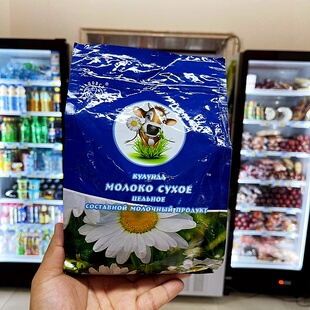 КУЛУНДА
МОЛОКО СУХОЕ
ЦЕЛЬНОЕ
СОСТАВНОЙ МОЛОЧНЫЙ ПРОДУКТ